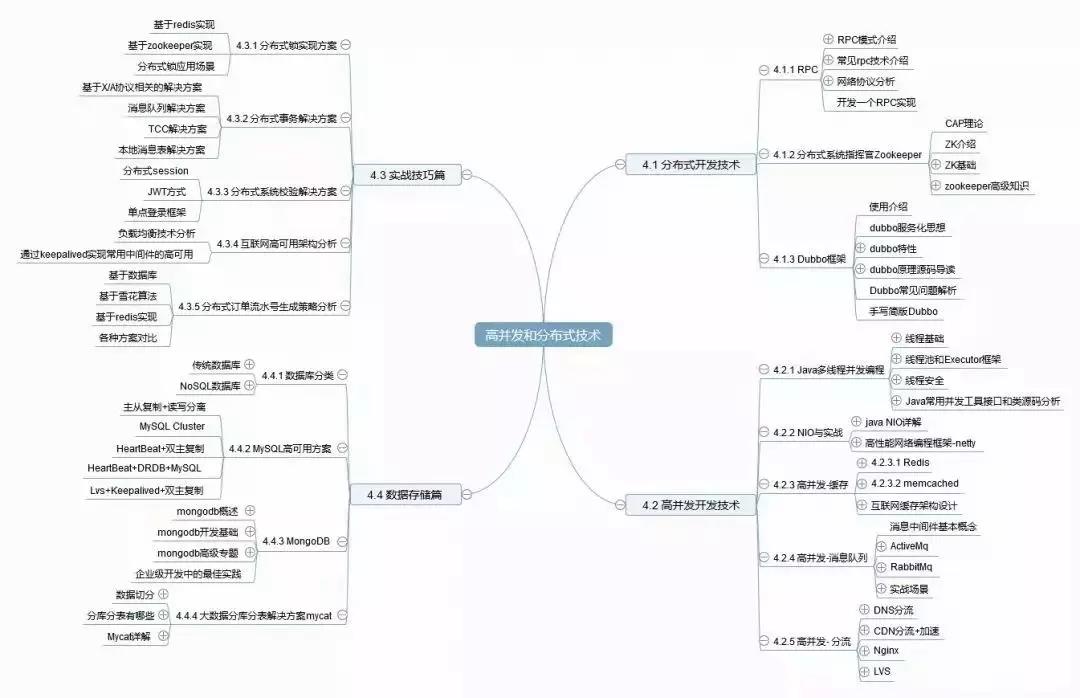 高并发和分布式技术
4.1 分布式开发技术
4.1.1 RPC
RPC模式介绍
常见rpc技术介绍
网络协议分析
开发一个RPC实现
4.1.2 分布式系统指挥官Zookeeper
CAP理论
ZK介绍
ZK基础
zookeeper高级知识
4.1.3 Dubbo框架
使用介绍
dubbo服务化思想
dubbo特性
dubbo原理源码导读
Dubbo常见问题解析
手写简版Dubbo
4.2 高并发开发技术
4.2.1 Java多线程并发编程
线程基础
线程池和Executor框架
线程安全
Java常用并发工具接口和类源码分析
4.2.2 NIO与实战
java NIO详解
高性能网络编程框架-netty
4.2.3 高并发-缓存
4.2.3.1 Redis
4.2.3.2 memcached
互联网缓存架构设计
4.2.4 高并发-消息队列
消息中间件基本概念
ActiveMq
RabbitMq
实战场景
4.2.5 高并发- 分流
DNS分流
CDN分流+加速
Nginx
LVS
4.3 实战技巧篇
4.3.1 分布式锁实现方案
基于redis实现
基于zookeeper实现
分布式锁应用场景
4.3.2 分布式事务解决方案
基于X/A协议相关的解决方案
消息队列解决方案
TCC解决方案
本地消息表解决方案
4.3.3 分布式系统校验解决方案
分布式session
JWT方式
单点登录框架
4.3.4 互联网高可用架构分析
负载均衡技术分析
通过keepalived实现常用中间件的高可用
4.3.5 分布式订单流水号生成策略分析
基于数据库
基于雪花算法
基于redis实现
各种方案对比
4.4 数据存储篇
4.4.1 数据库分类
传统数据库
NoSQL数据库
4.4.2 MySQL高可用方案
主从复制+读写分离
MySQL Cluster
HeartBeat+双主复制
HeartBeat+DRDB+MySQL
Lvs+Keepalived+双主复制
4.4.3 MongoDB
mongodb概述
mongodb开发基础
mongodb高级专题
企业级开发中的最佳实践
4.4.4 大数据分库分表解决方案mycat
数据切分
分库分表有哪些
Mycat详解